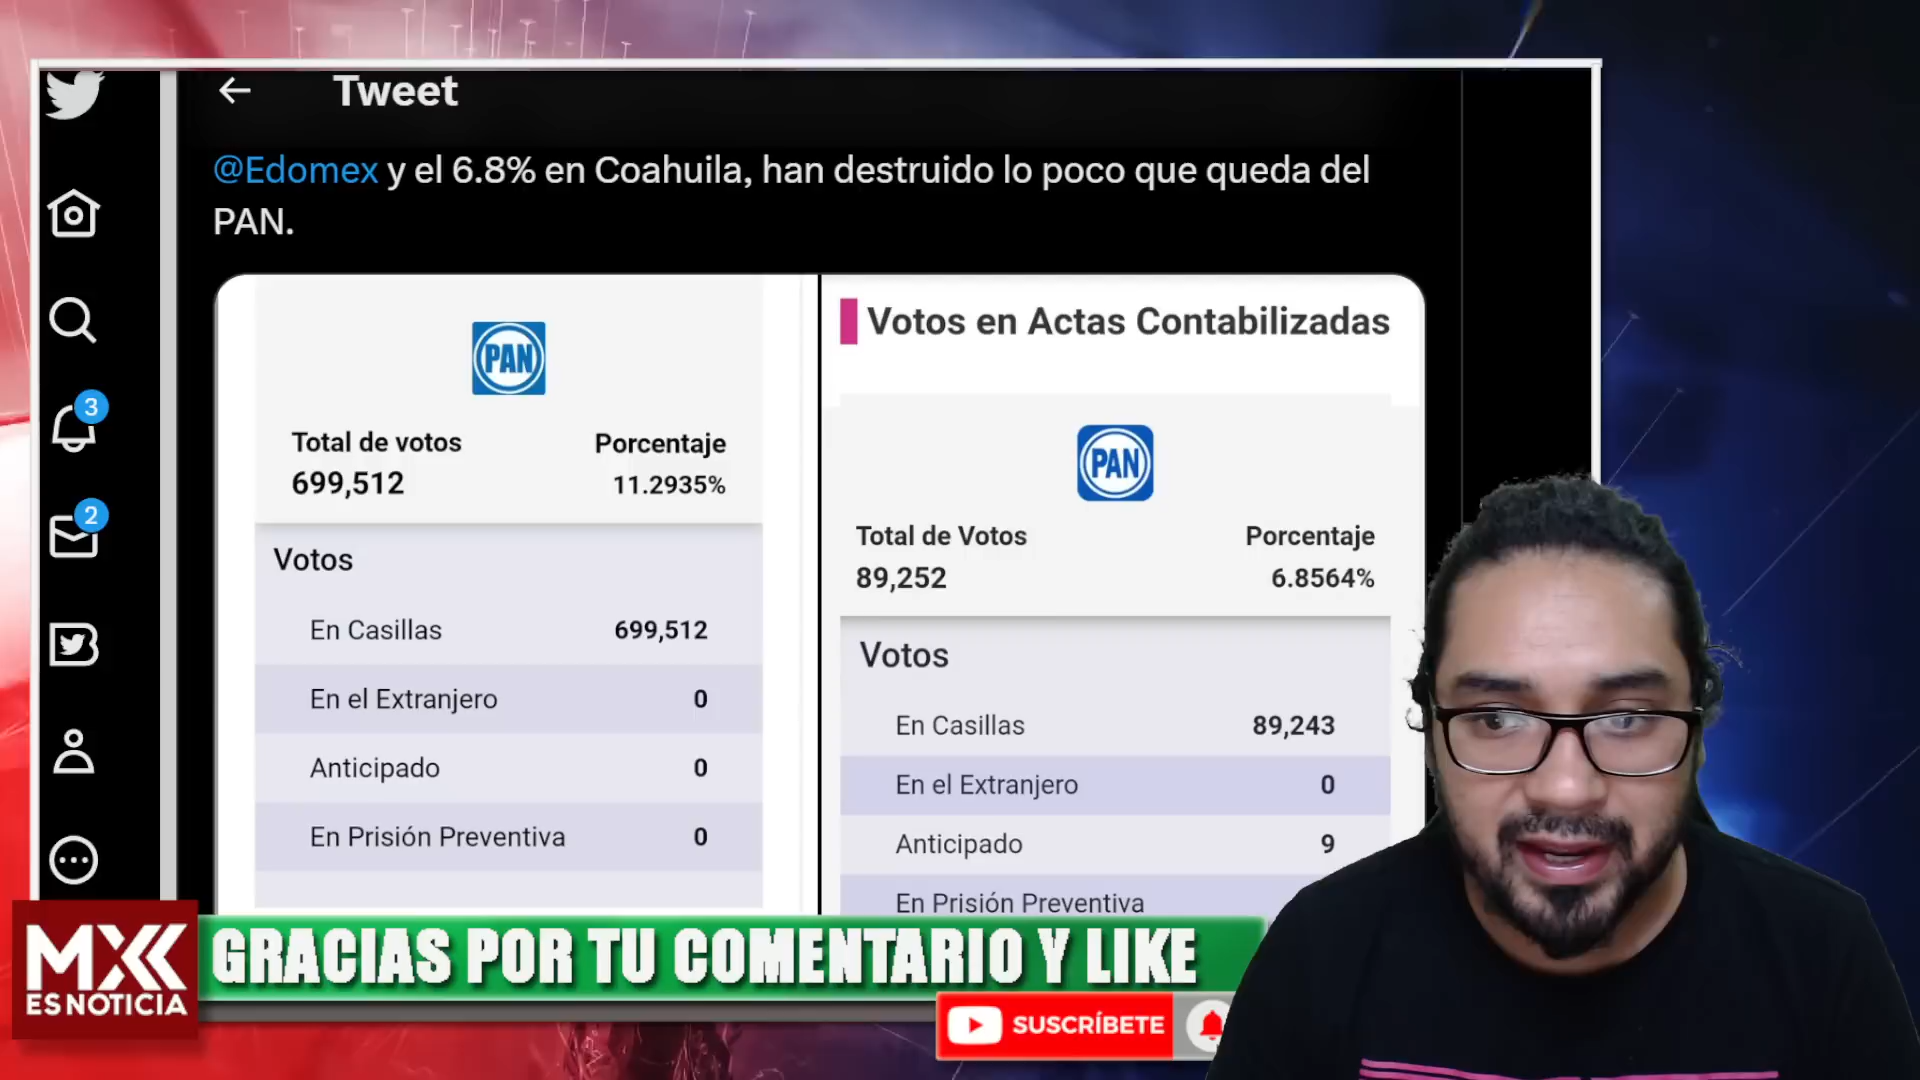 Tweet
@Edomex y el 6.8% en Coahuila, han destruido lo poco que queda del
PAN.
PAN
Total de votos Porcentaje
699,512 11.2935%
Votos
En Casillas 699,512
En el Extranjero 0
Anticipado 0
En Prisión Preventiva 0
Votos en Actas Contabilizadas
PAN
Total de Votos Porcentaje
89,252 6.8564%
Votos
En Casillas 89,243
En el Extranjero 0
Anticipado 9
En Prisión Preventiva
3
2
MX
ES NOTICIA
GRACIAS POR TU COMENTARIO Y LIKE
SUSCRÍBETE